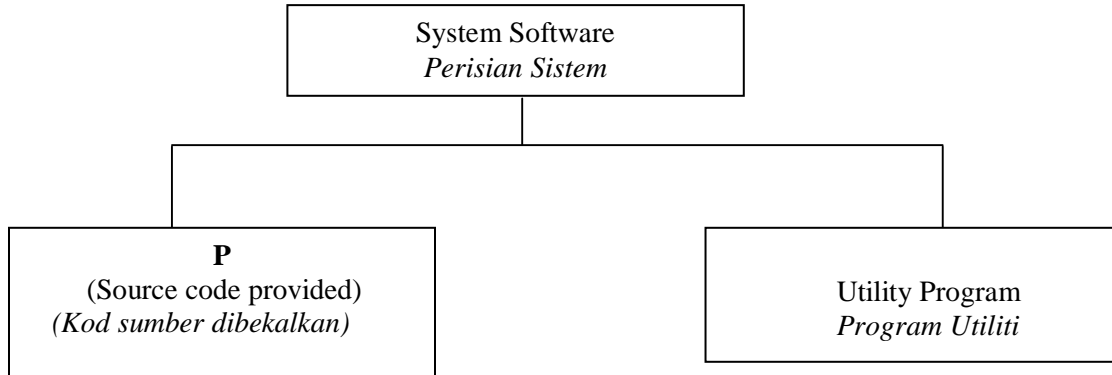 System Software
Perisian Sistem
P
(Source code provided)
(Kod sumber dibekalkan)
Utility Program
Program Utiliti